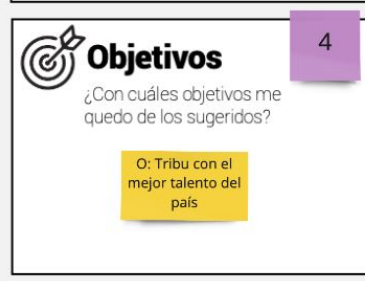 Objetivos
4
¿Con cuáles objetivos me
quedo de los sugeridos?
O: Tribu con el
mejor talento del
país